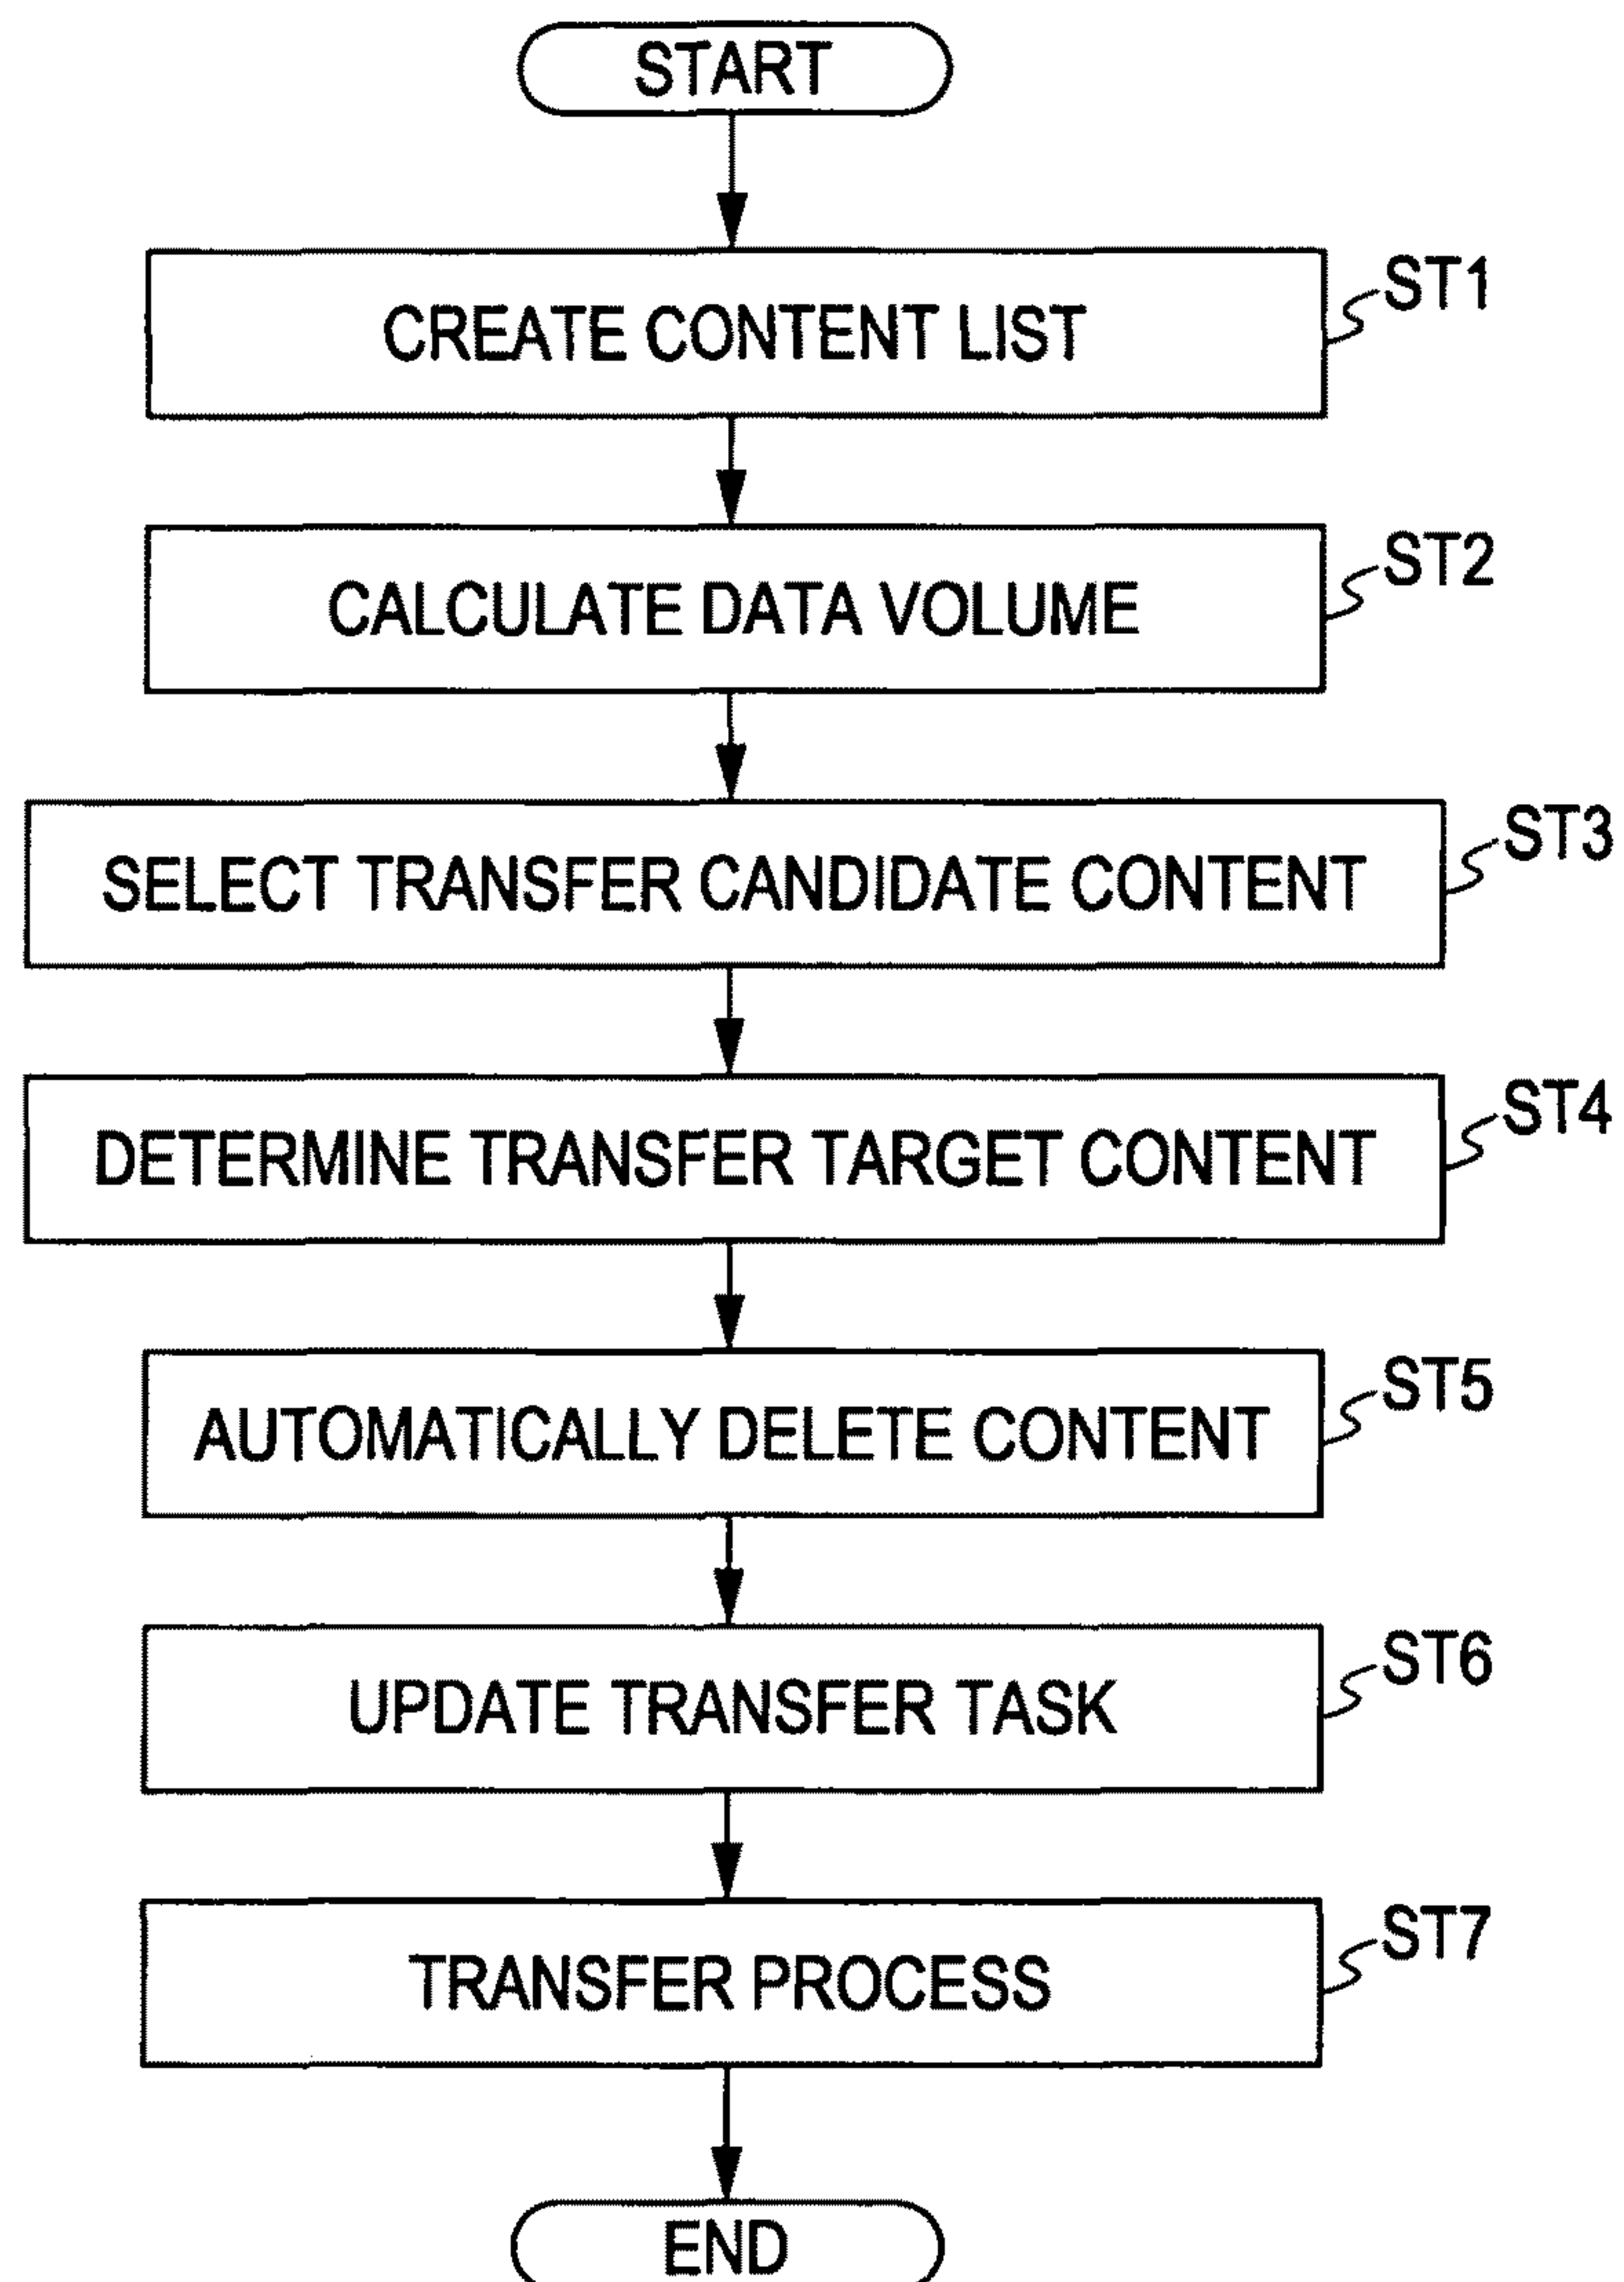 START
CREATE CONTENT LIST
ST1
CALCULATE DATA VOLUME
ST2
SELECT TRANSFER CANDIDATE CONTENT
ST3
DETERMINE TRANSFER TARGET CONTENT
ST4
AUTOMATICALLY DELETE CONTENT
ST5
UPDATE TRANSFER TASK
ST6
TRANSFER PROCESS
ST7
END